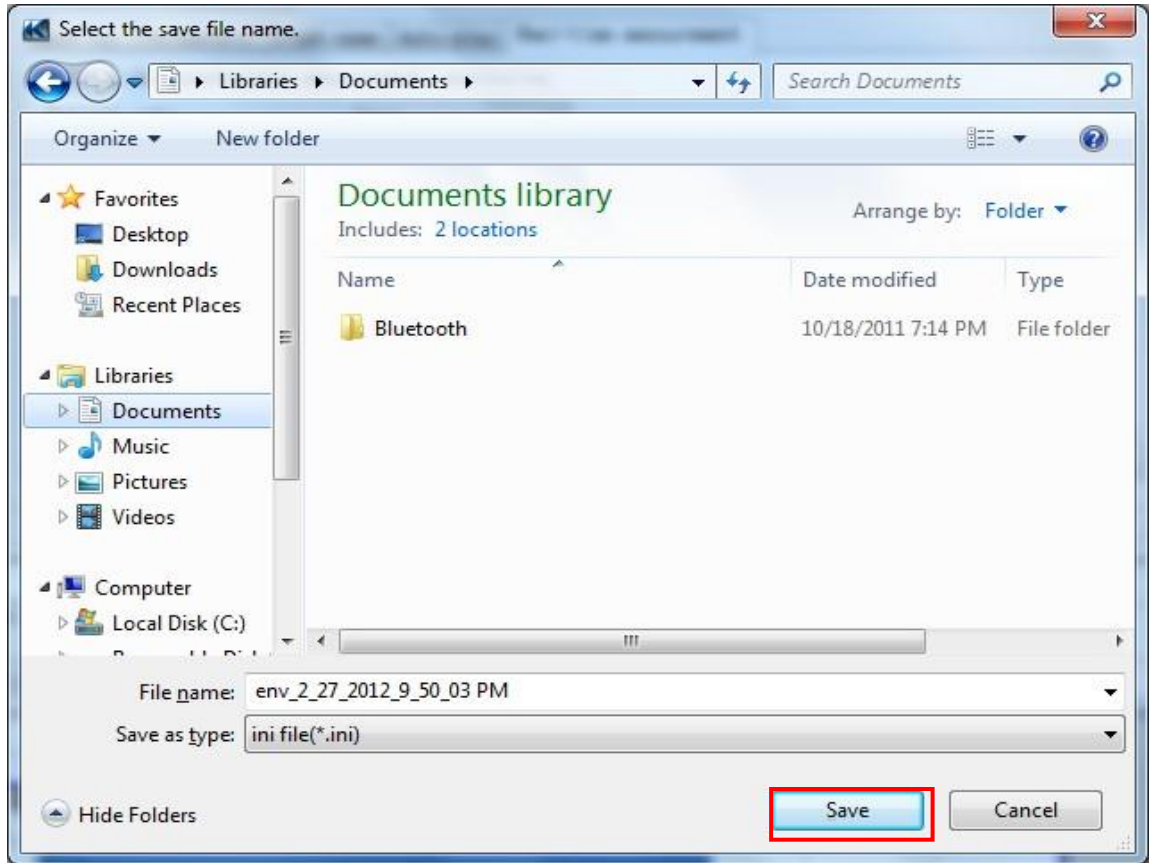 Select the save file name.
Libraries Documents
Search Documents
Organize New folder
Favorites
Desktop
Downloads
Recent Places
Libraries
Documents
Music
Pictures
Videos
Computer
Local Disk (C:)
Documents library
Includes: 2 locations
Arrange by: Folder
Name Date modified Type
Bluetooth 10/18/2011 7:14 PM File folder
File name: env_2_27_2012_9_50_03 PM
Save as type: ini file(*.ini)
Hide Folders
Save Cancel